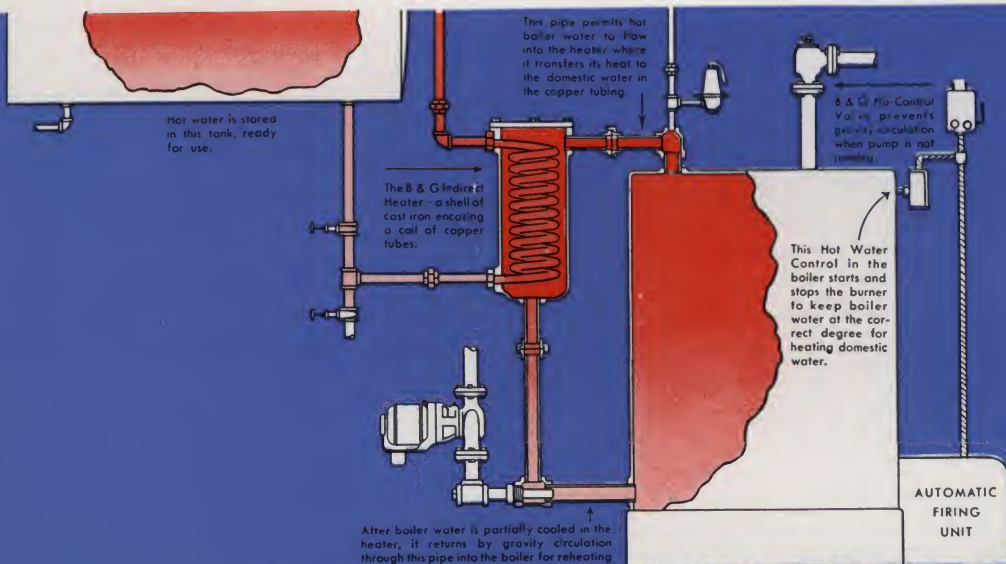 This pipe permits hot
boiler water to flow
into the heater where
it transfers its heat to
the domestic water in
the copper tubing.
Hot water is stored
in this tank, ready
for use.
B & G Flo-Control
Valve prevents
gravity circulation
when pump is not
running.
The B & G Indirect
Heater - a shell of
cast iron encasing
a coil of copper
tubes.
This Hot Water
Control in the
boiler starts and
stops the burner
to keep boiler
water at the cor-
rect degree for
heating domestic
water.
AUTOMATIC
FIRING
UNIT
After boiler water is partially cooled in the
heater, it returns by gravity circulation
through this pipe into the boiler for reheating